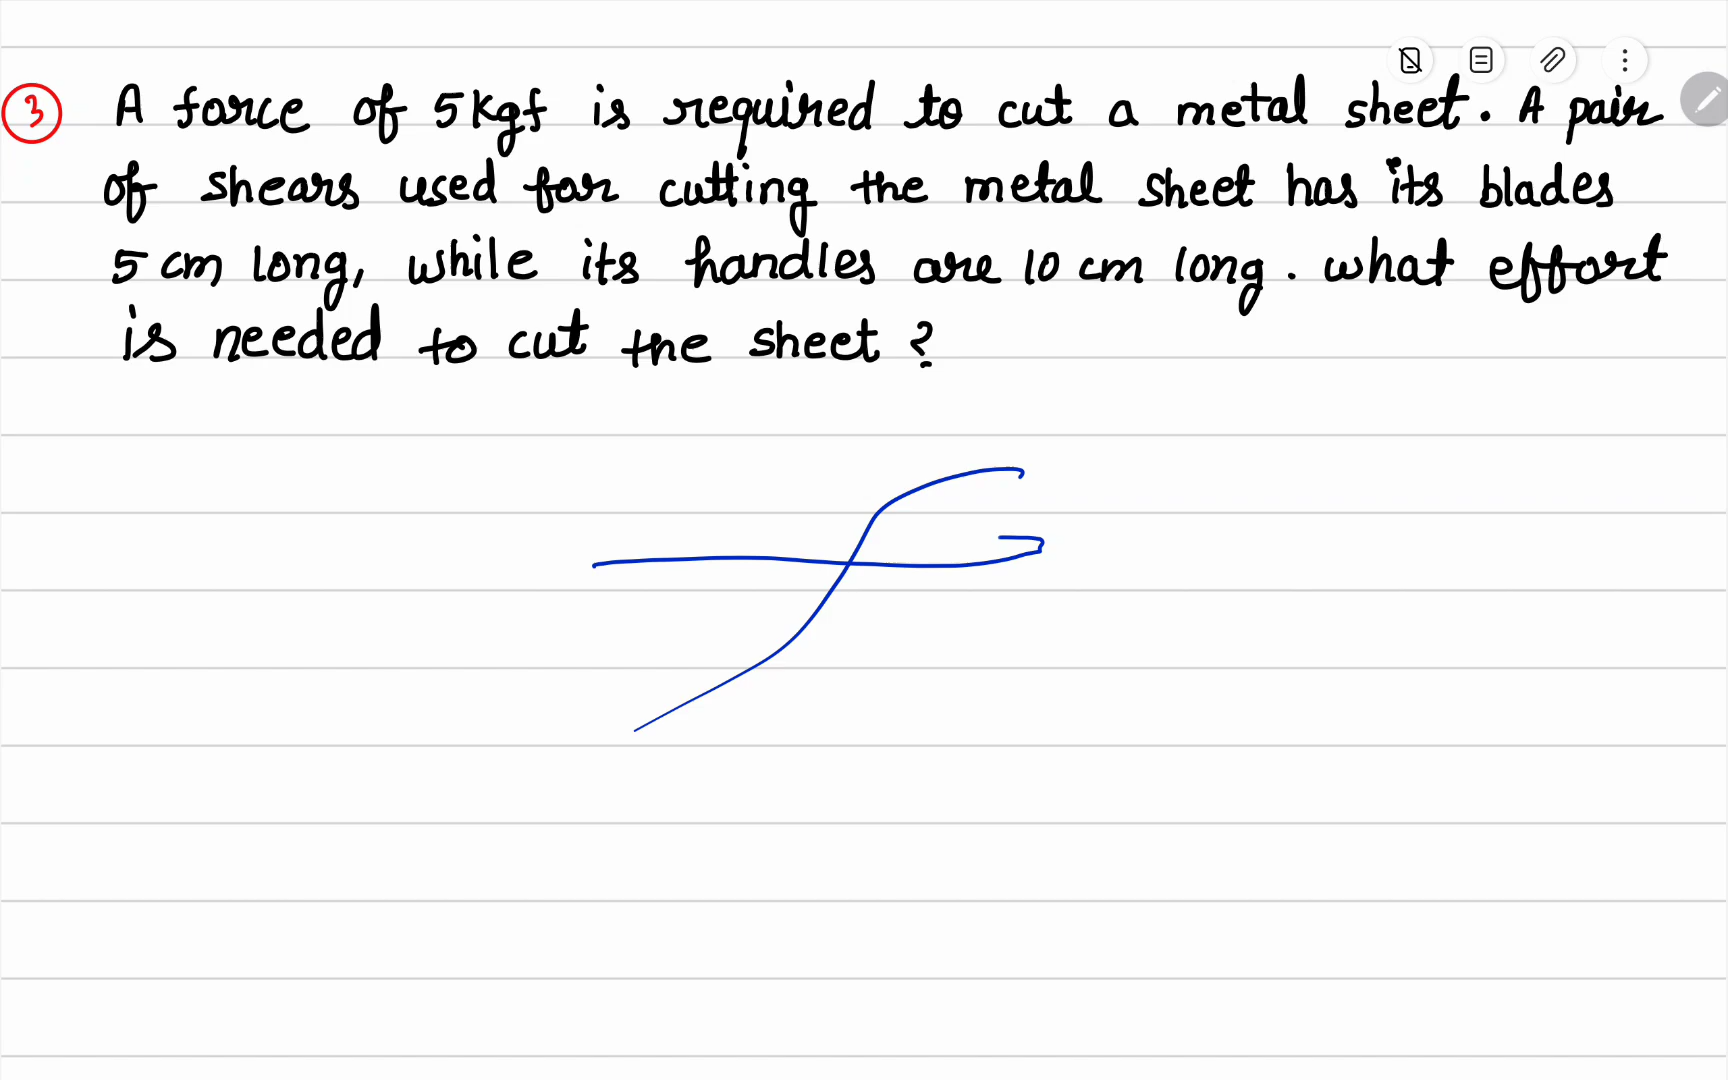 3 A force of 5 kgf is required to cut a metal sheet. A pair
of shears used for cutting the metal sheet has its blades
5 cm long, while its handles are 10 cm long. what effort
is needed to cut the sheet ?